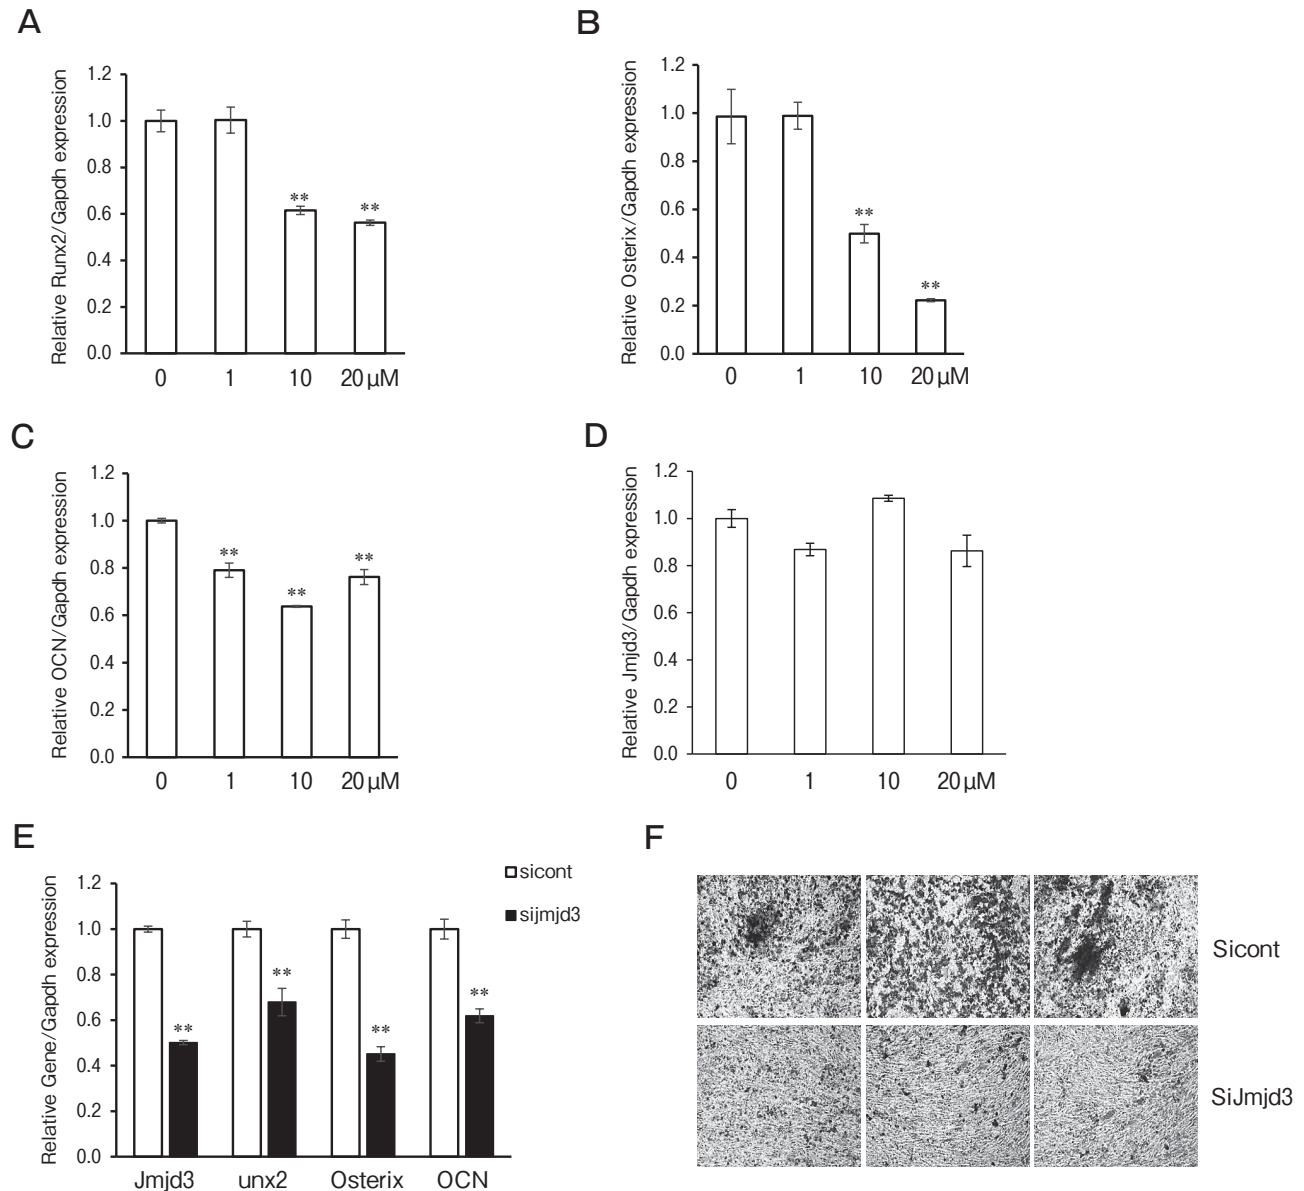 A
Relative Runx2/Gapdh expression
1.2
1.0
0.8
0.6
0.4
0.2
0.0
**
**
0 1 10 20 μM
B
Relative Osterix/Gapdh expression
1.2
1.0
0.8
0.6
0.4
0.2
0.0
**
**
0 1 10 20 μM
C
Relative OCN/Gapdh expression
1.2
1.0
0.8
0.6
0.4
0.2
0.0
**
**
**
0 1 10 20 μM
D
Relative Jmjd3/Gapdh expression
1.2
1.0
0.8
0.6
0.4
0.2
0.0
0 1 10 20 μM
E
Relative Gene/Gapdh expression
1.2
1.0
0.8
0.6
0.4
0.2
0.0
sicont
sijmjd3
**
**
**
**
Jmjd3 unx2 Osterix OCN
F
Sicont
SiJmjd3